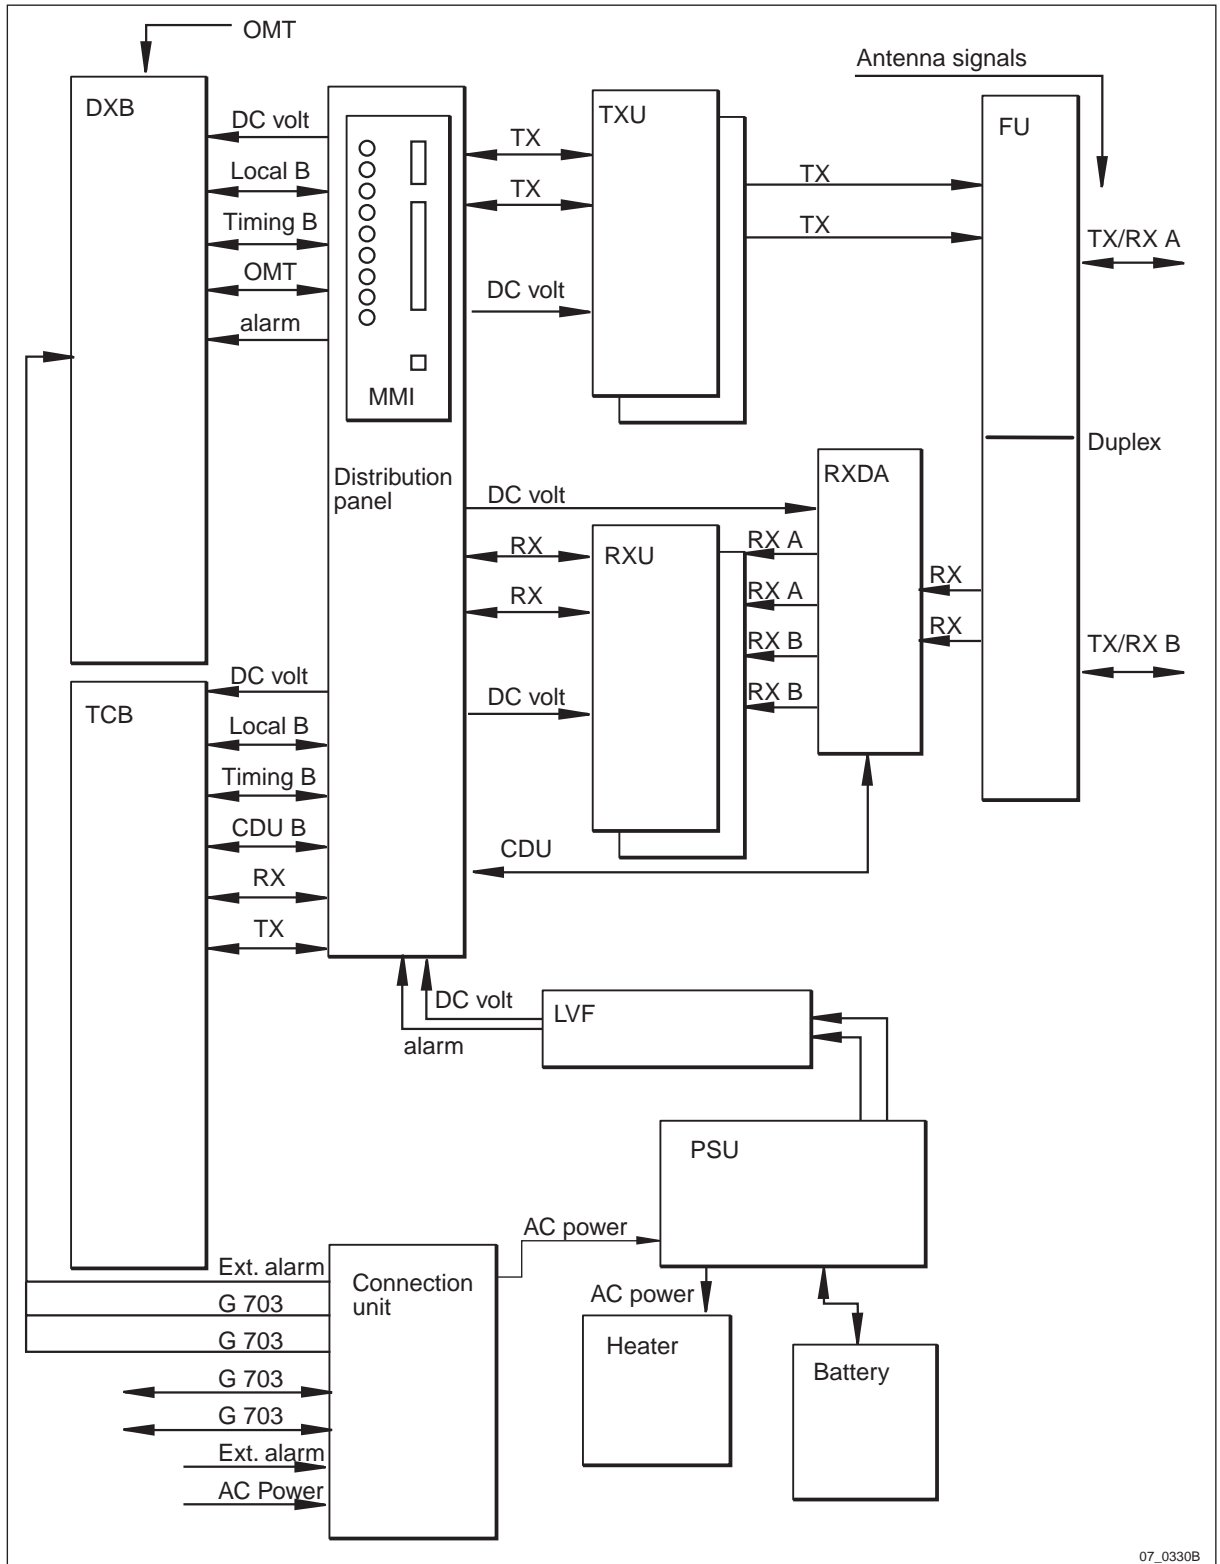 OMT
Antenna signals
DXB
TXU
FU
DC volt
TX
Local B
TX
TX
Timing B
TX
TX/RX A
OMT
DC volt
alarm
MMI
Duplex
Distribution
panel
RXDA
DC volt
RX
RXU
RX A
RX
RX A
RX
RX B
RX
TX/RX B
DC volt
RX B
DC volt
TCB
Local B
Timing B
CDU B
CDU
RX
TX
DC volt
LVF
alarm
PSU
AC power
Ext. alarm
Connection
unit
G 703
AC power
G 703
Heater
Battery
G 703
G 703
Ext. alarm
AC Power
07_0330B